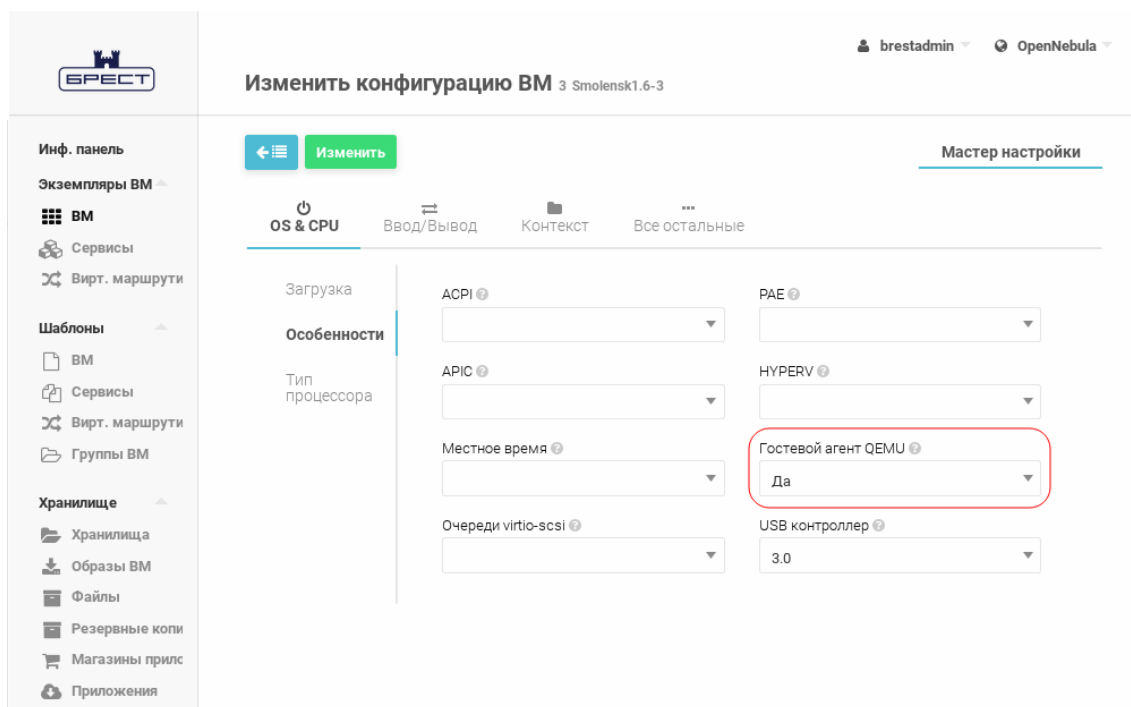 БРЕСТ
brestadmin
OpenNebula
Изменить конфигурацию ВМ 3 Smolensk1.6-3
Инф. панель
Экземпляры ВМ
ВМ
Сервисы
Вирт. маршрути
Шаблоны
ВМ
Сервисы
Вирт. маршрути
Группы ВМ
Хранилище
Хранилища
Образы ВМ
Файлы
Резервные копи
Магазины прилс
Приложения
Изменить
Мастер настройки
OS & CPU
Ввод/Вывод
Контекст
Все остальные
Загрузка
Особенности
Тип
процессора
ACPI
PAE
APIC
HYPERV
Местное время
Гостевой агент QEMU
Да
Очереди virtio-scsi
USB контроллер
3.0